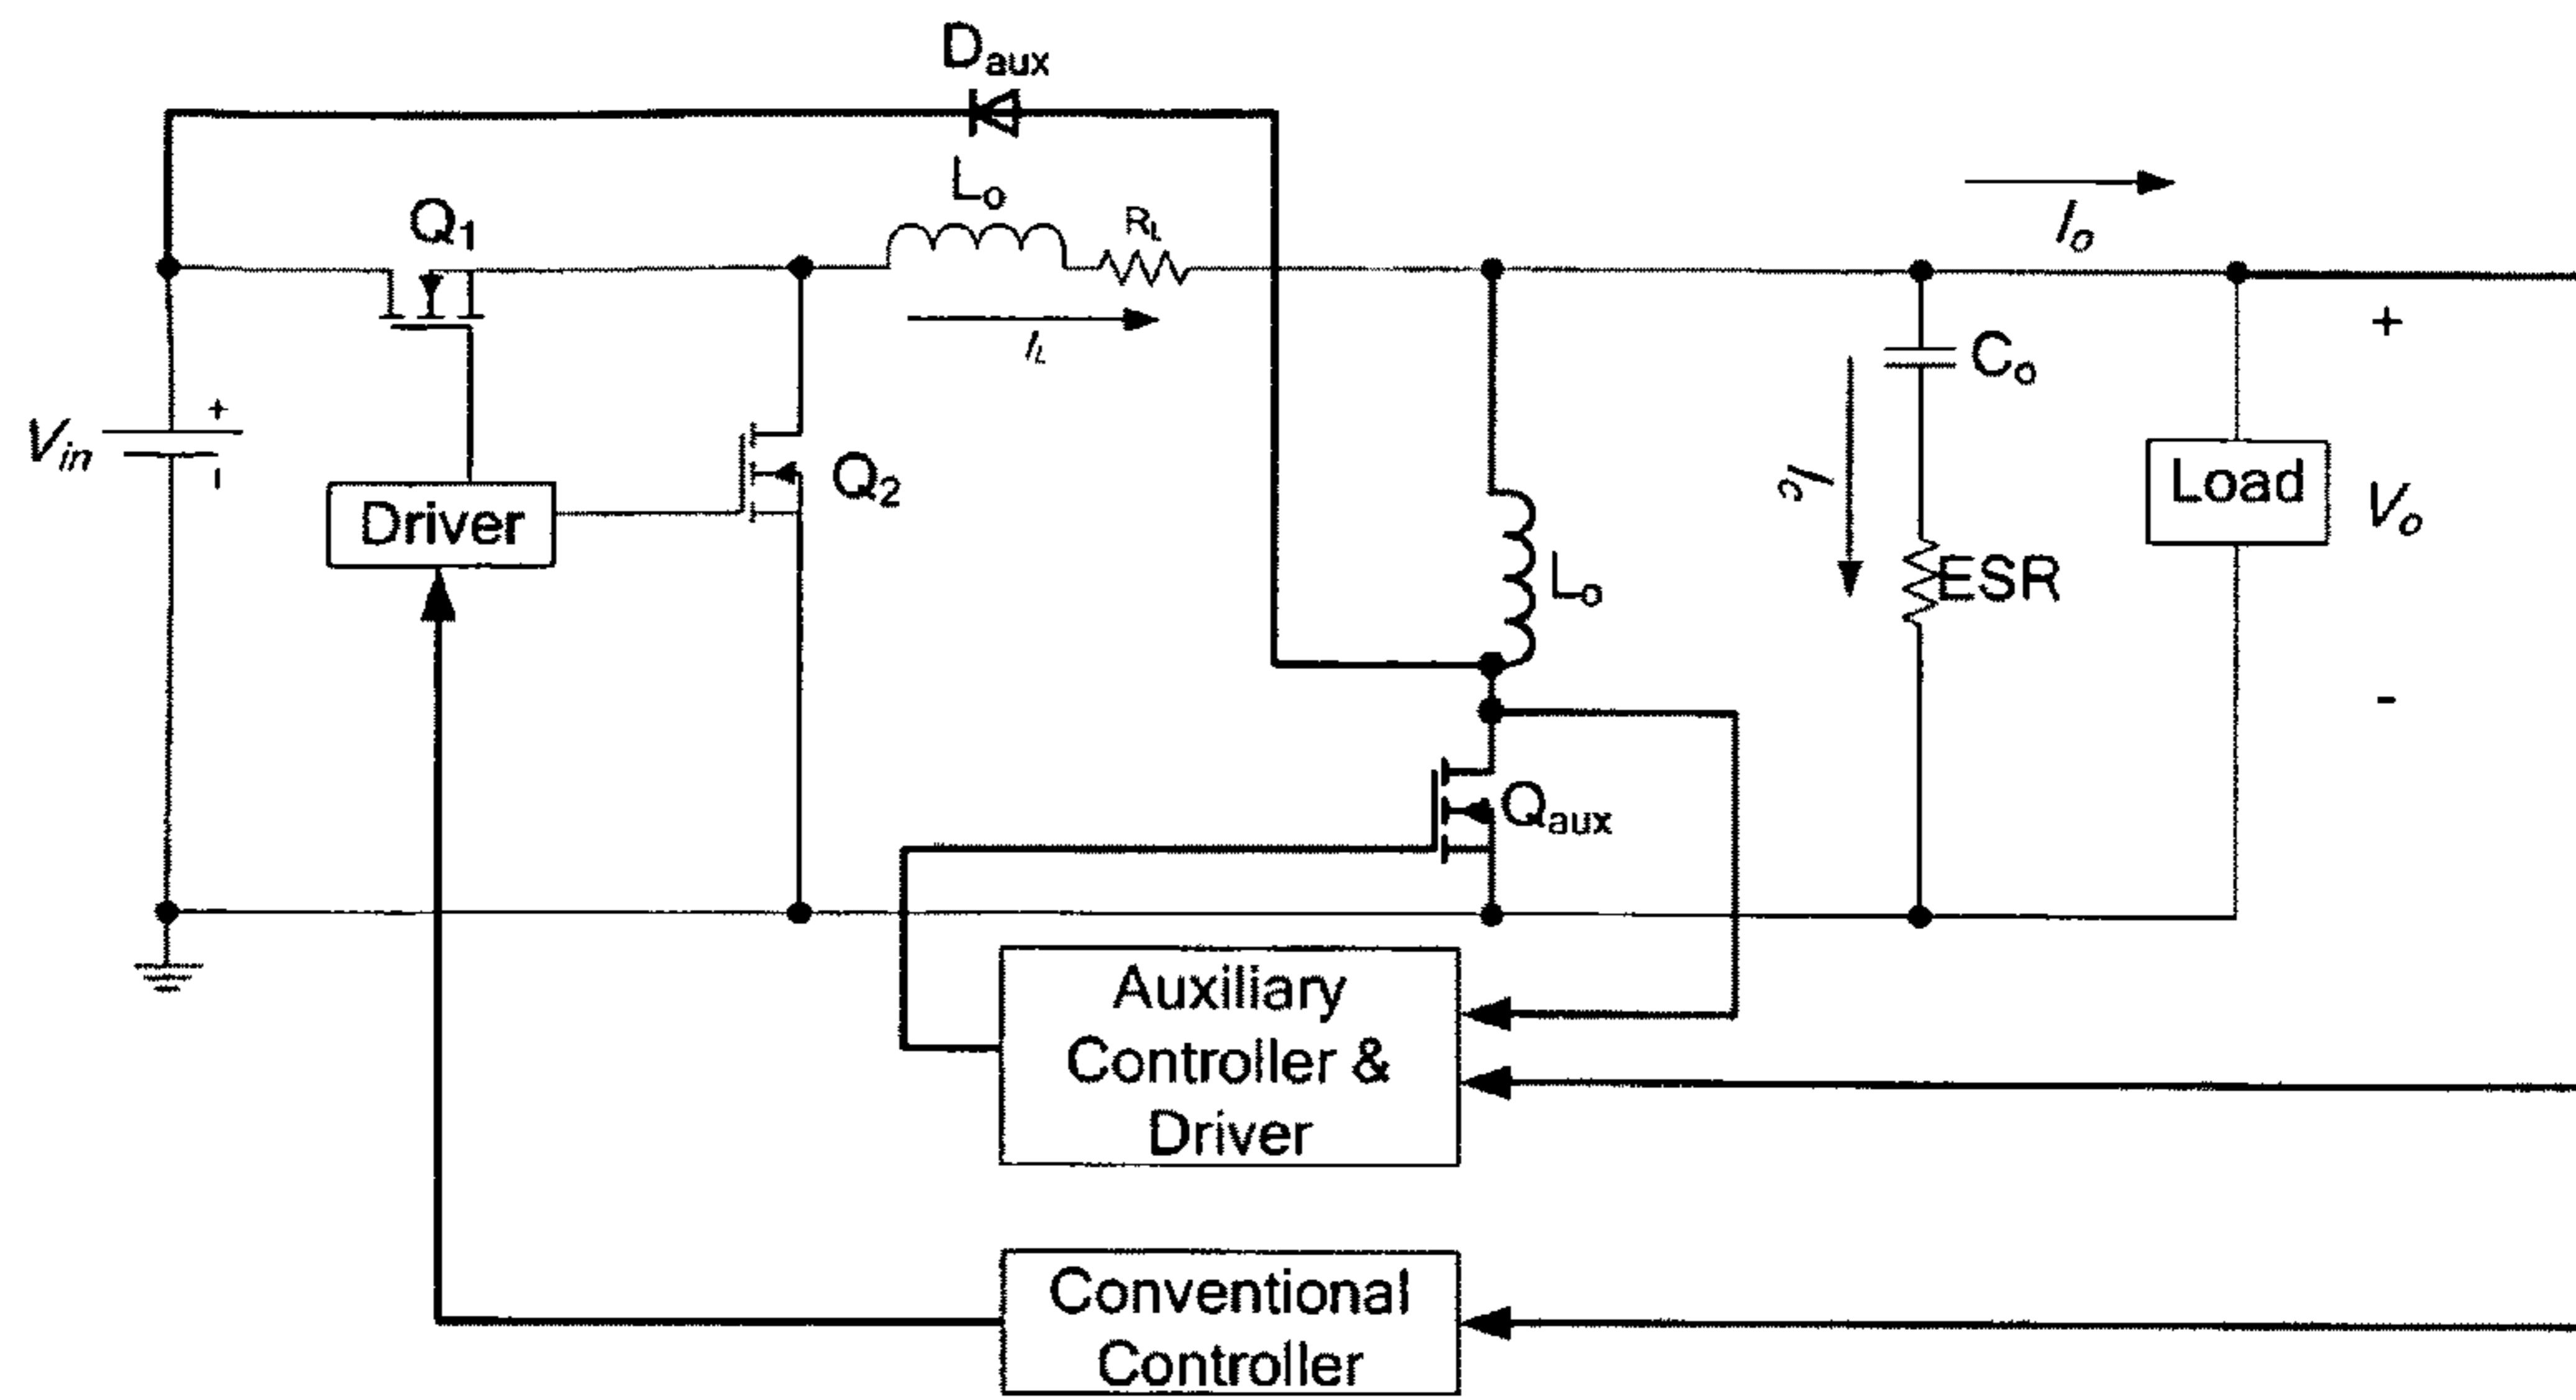 Daux
Lo
RL
Q1
Io
IL
+
Co
+
Vin
-
Q2
Ic
Load
Vo
Driver
Lo
ESR
-
Qaux
Auxiliary
Controller &
Driver
Conventional
Controller